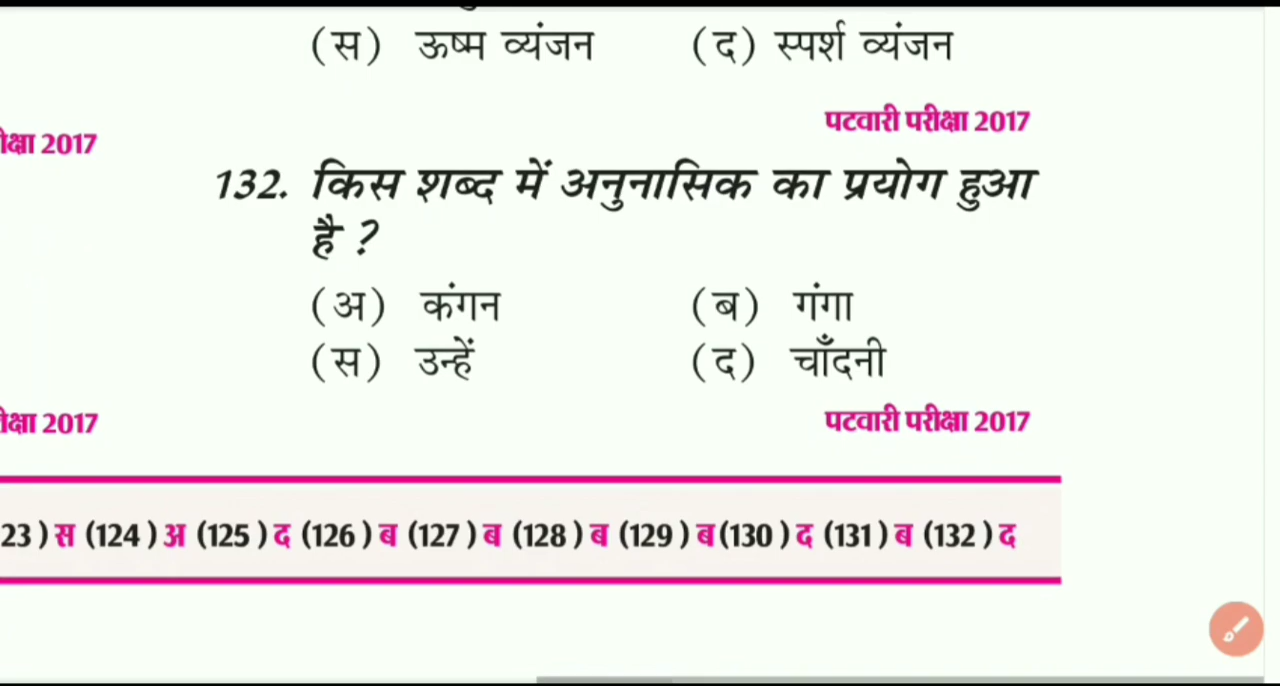 (स) ऊष्म व्यंजन (द) स्पर्श व्यंजन
पटवारी परीक्षा 2017
2017
132. किस शब्द में अनुनासिक का प्रयोग हुआ
है ?
(अ) कंगन (ब) गंगा
(स) उन्हें (द) चाँदनी
2017 पटवारी परीक्षा 2017
23) स (124) अ (125) द (126) ब (127) ब (128) ब (129) ब (130) द (131) ब (132) द